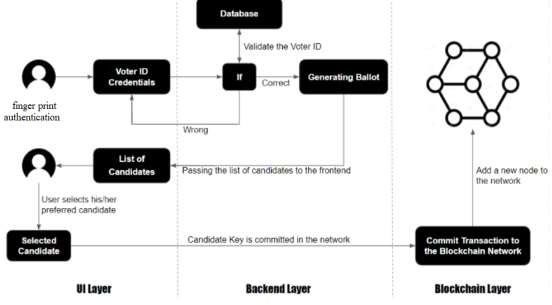 Database
Validate the Voter ID
Voter ID
Credentials
If
Correct
Generating Ballot
finger print
authentication
Wrong
List of
Candidates
Passing the list of candidates to the frontend
Add a new node to
the network
User selects his/her
preferred candidate
Selected
Candidate
Candidate Key is committed in the network
Commit Transaction to
the Blockchain Network
UI Layer
Backend Layer
Blockchain Layer